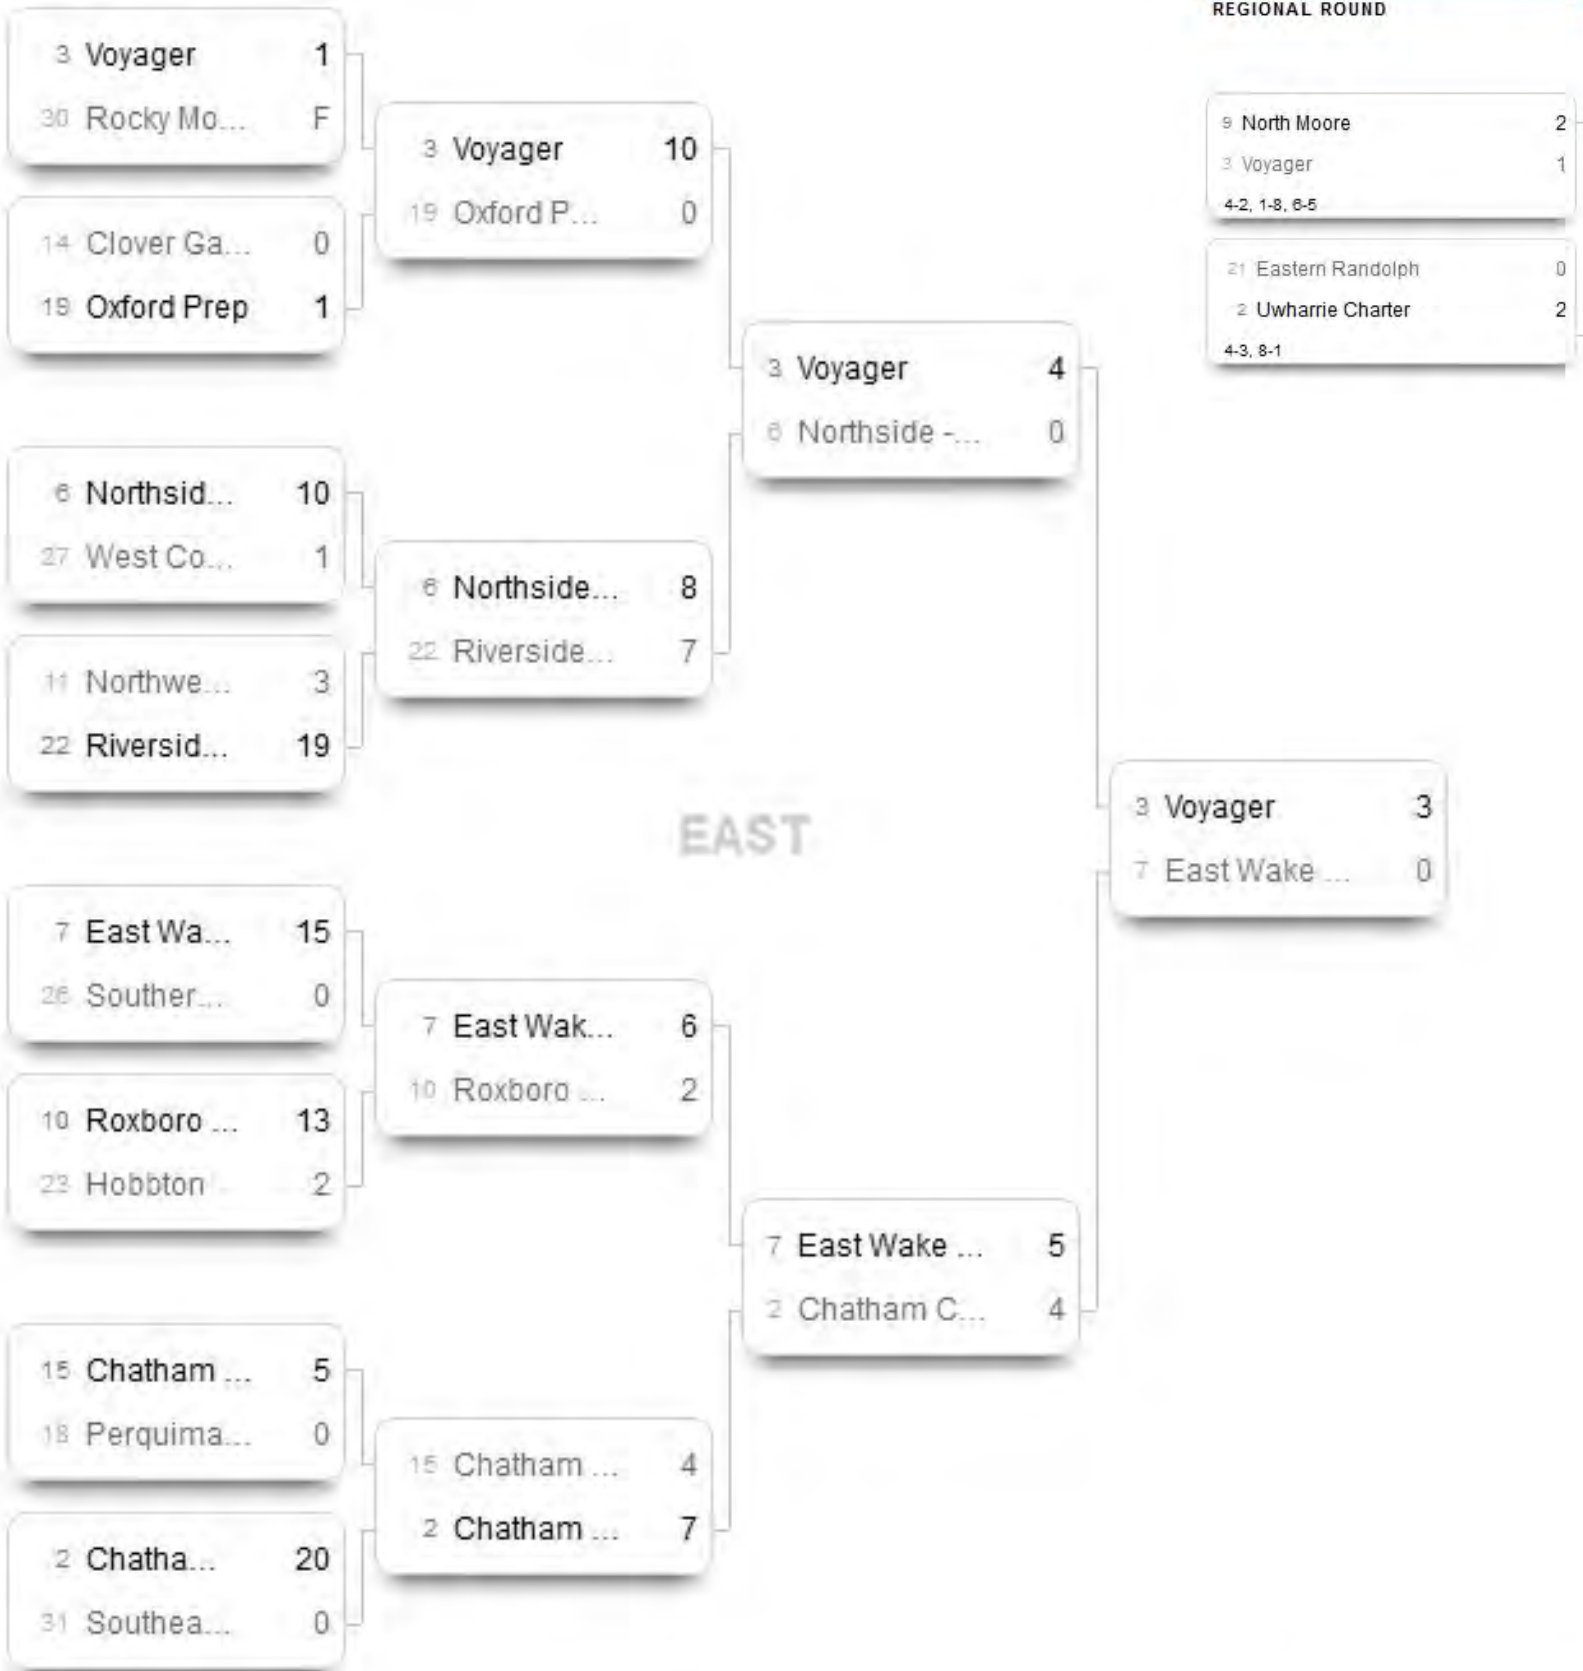 REGIONAL ROUND
3 Voyager 1
30 Rocky Mo... F
14 Clover Ga... 0
19 Oxford Prep 1
6 Northsid... 10
27 West Co... 1
11 Northwe... 3
22 Riversid... 19
7 East Wa... 15
26 Souther... 0
10 Roxboro ... 13
23 Hobbton 2
15 Chatham ... 5
18 Perquima... 0
2 Chatha... 20
31 Southea... 0
3 Voyager 10
19 Oxford P... 0
6 Northside... 8
22 Riverside... 7
7 East Wak... 6
10 Roxboro ... 2
15 Chatham ... 4
2 Chatham ... 7
EAST
3 Voyager 4
6 Northside -... 0
7 East Wake ... 5
2 Chatham C... 4
3 Voyager 3
7 East Wake ... 0
9 North Moore 2
3 Voyager 1
4-2, 1-8, 6-5
21 Eastern Randolph 0
2 Uwharrie Charter 2
4-3, 8-1